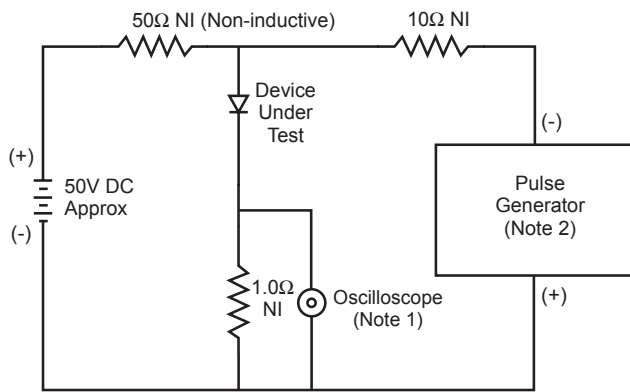 50Ω NI (Non-inductive)
10Ω NI
Device
Under
Test
(-)
(+)
50V DC
Approx
(-)
Pulse
Generator
(Note 2)
1.0Ω
NI
Oscilloscope
(Note 1)
(+)